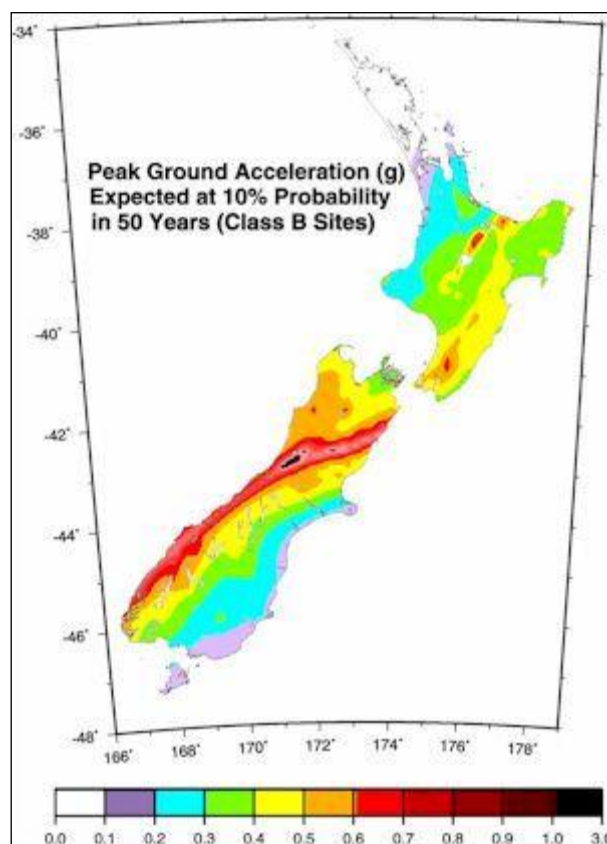 -34°
-36°
Peak Ground Acceleration (g)
Expected at 10% Probability
in 50 Years (Class B Sites)
-38°
-40°
-42°
-44°
-46°
-48°
166° 168° 170° 172° 174° 176° 178°
0.0 0.1 0.2 0.3 0.4 0.5 0.6 0.7 0.8 0.9 1.0 3.0